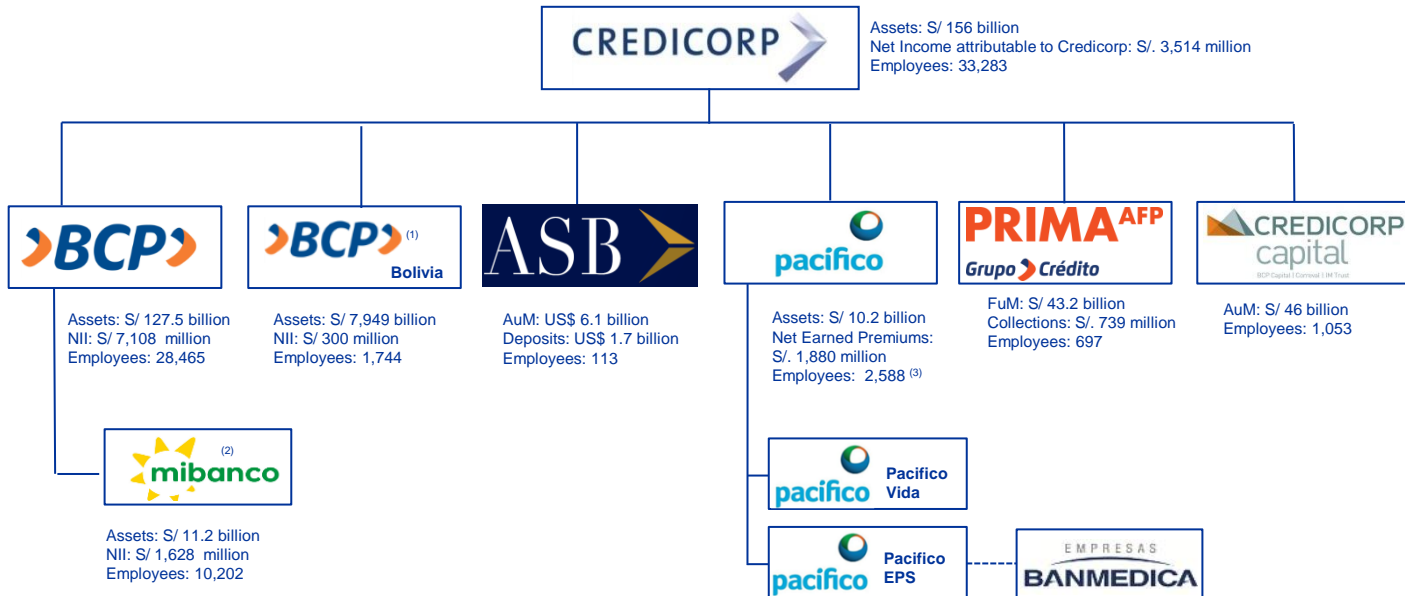 CREDICORP
Assets: S/ 156 billion
Net Income attributable to Credicorp: S/. 3,514 million
Employees: 33,283
BCP
BCP (1)
Bolivia
ASB
pacifico
PRIMA AFP
Grupo Crédito
CREDICORP
capital
BCP Capital | Correval | IM Trust
Assets: S/ 127.5 billion
NII: S/ 7,108 million
Employees: 28,465
Assets: S/ 7,949 billion
NII: S/ 300 million
Employees: 1,744
AuM: US$ 6.1 billion
Deposits: US$ 1.7 billion
Employees: 113
Assets: S/ 10.2 billion
Net Earned Premiums:
S/. 1,880 million
Employees: 2,588 (3)
FuM: S/ 43.2 billion
Collections: S/. 739 million
Employees: 697
AuM: S/ 46 billion
Employees: 1,053
(2)
mibanco
Assets: S/ 11.2 billion
NII: S/ 1,628 million
Employees: 10,202
pacifico
Pacifico
Vida
pacifico
Pacifico
EPS
EMPRESAS
BANMEDICA